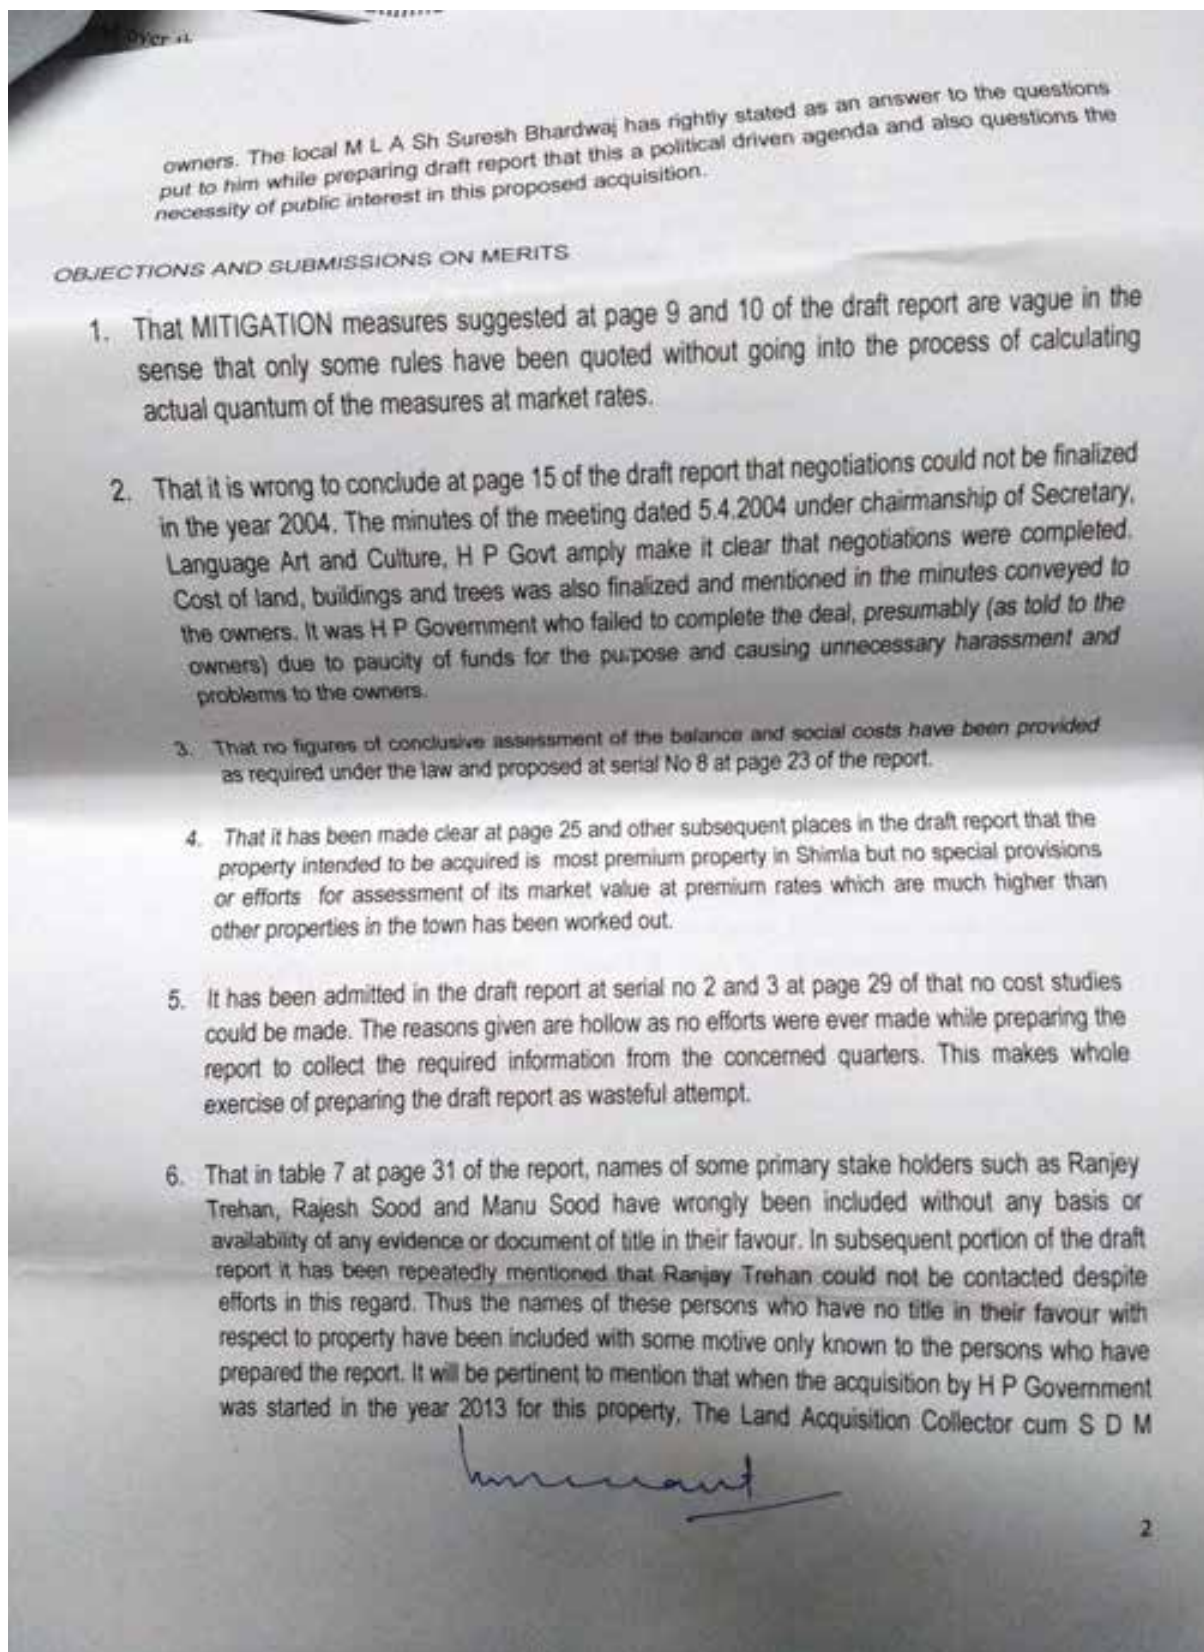 over it
owners. The local M L A Sh Suresh Bhardwaj has rightly stated as an answer to the questions
put to him while preparing draft report that this a political driven agenda and also questions the
necessity of public interest in this proposed acquisition.
OBJECTIONS AND SUBMISSIONS ON MERITS
1. That MITIGATION measures suggested at page 9 and 10 of the draft report are vague in the
sense that only some rules have been quoted without going into the process of calculating
actual quantum of the measures at market rates.
2. That it is wrong to conclude at page 15 of the draft report that negotiations could not be finalized
in the year 2004. The minutes of the meeting dated 5.4.2004 under chairmanship of Secretary,
Language Art and Culture, H P Govt amply make it clear that negotiations were completed.
Cost of land, buildings and trees was also finalized and mentioned in the minutes conveyed to
the owners. It was H P Government who failed to complete the deal, presumably (as told to the
owners) due to paucity of funds for the purpose and causing unnecessary harassment and
problems to the owners.
3. That no figures of conclusive assessment of the balance and social costs have been provided
as required under the law and proposed at serial No 8 at page 23 of the report.
4. That it has been made clear at page 25 and other subsequent places in the draft report that the
property intended to be acquired is most premium property in Shimla but no special provisions
or efforts for assessment of its market value at premium rates which are much higher than
other properties in the town has been worked out.
5. It has been admitted in the draft report at serial no 2 and 3 at page 29 of that no cost studies
could be made. The reasons given are hollow as no efforts were ever made while preparing the
report to collect the required information from the concerned quarters. This makes whole
exercise of preparing the draft report as wasteful attempt.
6. That in table 7 at page 31 of the report, names of some primary stake holders such as Ranjey
Trehan, Rajesh Sood and Manu Sood have wrongly been included without any basis or
availability of any evidence or document of title in their favour. In subsequent portion of the draft
report it has been repeatedly mentioned that Ranjay Trehan could not be contacted despite
efforts in this regard. Thus the names of these persons who have no title in their favour with
respect to property have been included with some motive only known to the persons who have
prepared the report. It will be pertinent to mention that when the acquisition by H P Government
was started in the year 2013 for this property, The Land Acquisition Collector cum S D M
2